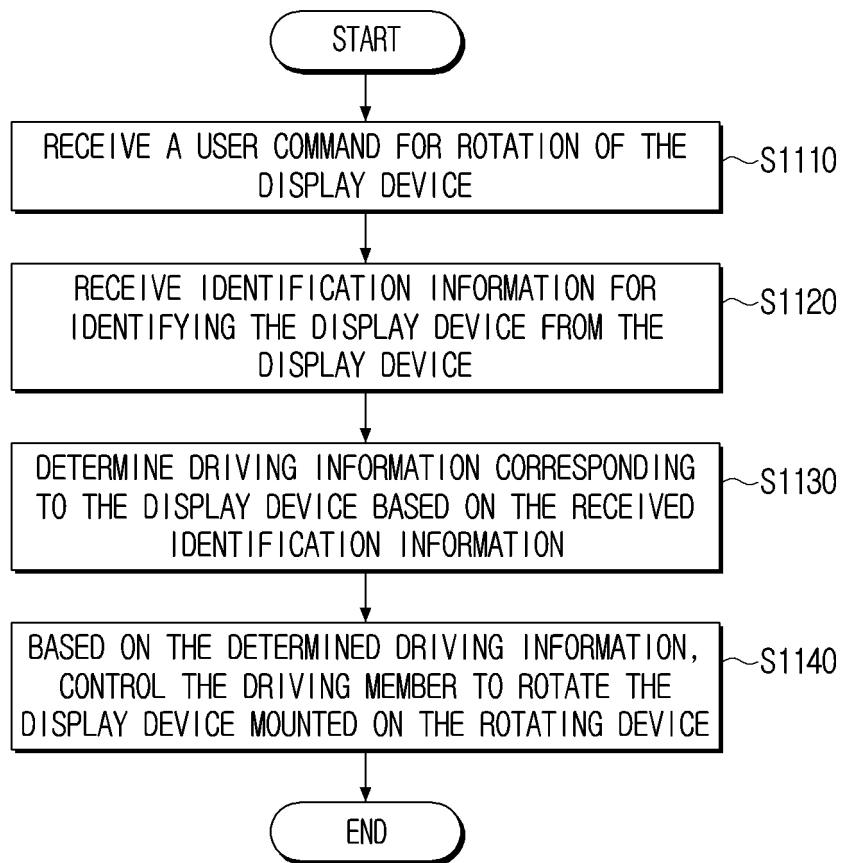 START
RECEIVE A USER COMMAND FOR ROTATION OF THE
DISPLAY DEVICE
S1110
RECEIVE IDENTIFICATION INFORMATION FOR
IDENTIFYING THE DISPLAY DEVICE FROM THE
DISPLAY DEVICE
S1120
DETERMINE DRIVING INFORMATION CORRESPONDING
TO THE DISPLAY DEVICE BASED ON THE RECEIVED
IDENTIFICATION INFORMATION
S1130
BASED ON THE DETERMINED DRIVING INFORMATION,
CONTROL THE DRIVING MEMBER TO ROTATE THE
DISPLAY DEVICE MOUNTED ON THE ROTATING DEVICE
S1140
END